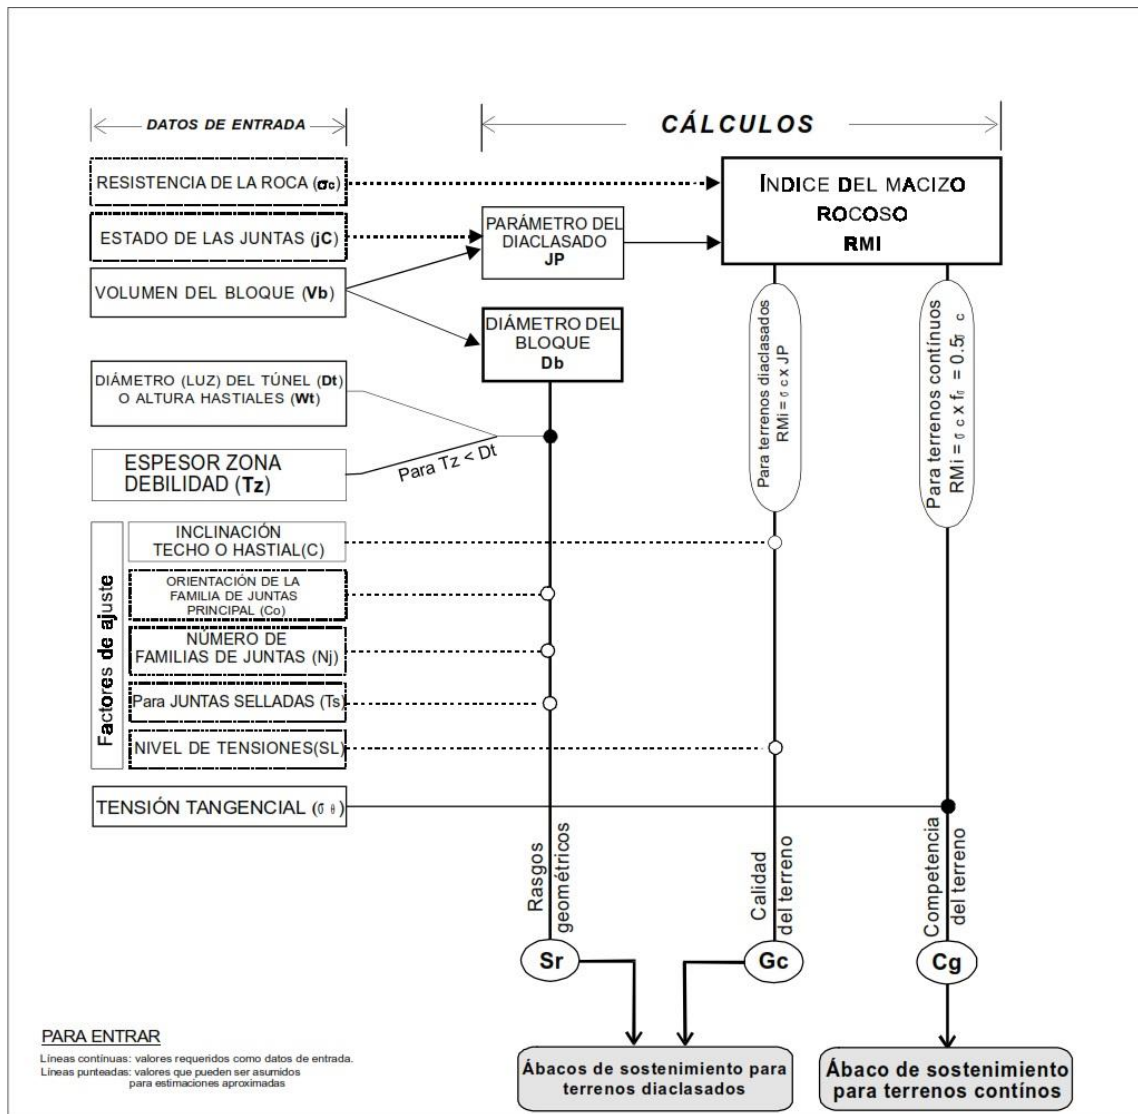 DATOS DE ENTRADA
CÁLCULOS
RESISTENCIA DE LA ROCA (σc)
ESTADO DE LAS JUNTAS (jC)
VOLUMEN DEL BLOQUE (Vb)
PARÁMETRO DEL
DIACLASADO
JP
ÍNDICE DEL MACIZO
ROCOSO
RMI
DIÁMETRO DEL
BLOQUE
Db
DIÁMETRO (LUZ) DEL TÚNEL (Dt)
O ALTURA HASTIALES (Wt)
ESPESOR ZONA
DEBILIDAD (Tz)
Para Tz < Dt
Para terrenos diaclasados
RMi = σc x JP
Para terrenos contínuos
RMi = σc x fσ = 0.5σc
Factores de ajuste
INCLINACIÓN
TECHO O HASTIAL(C)
ORIENTACIÓN DE LA
FAMILIA DE JUNTAS
PRINCIPAL (Co)
NÚMERO DE
FAMILIAS DE JUNTAS (Nj)
Para JUNTAS SELLADAS (Ts)
NIVEL DE TENSIONES(SL)
TENSIÓN TANGENCIAL (σ θ)
Rasgos
geométricos
Calidad
del terreno
Competencia
del terreno
Sr
Gc
Cg
PARA ENTRAR
Líneas contínuas: valores requeridos como datos de entrada.
Líneas punteadas: valores que pueden ser asumidos
para estimaciones aproximadas
Ábacos de sostenimiento para
terrenos diaclasados
Ábaco de sostenimiento
para terrenos contínos